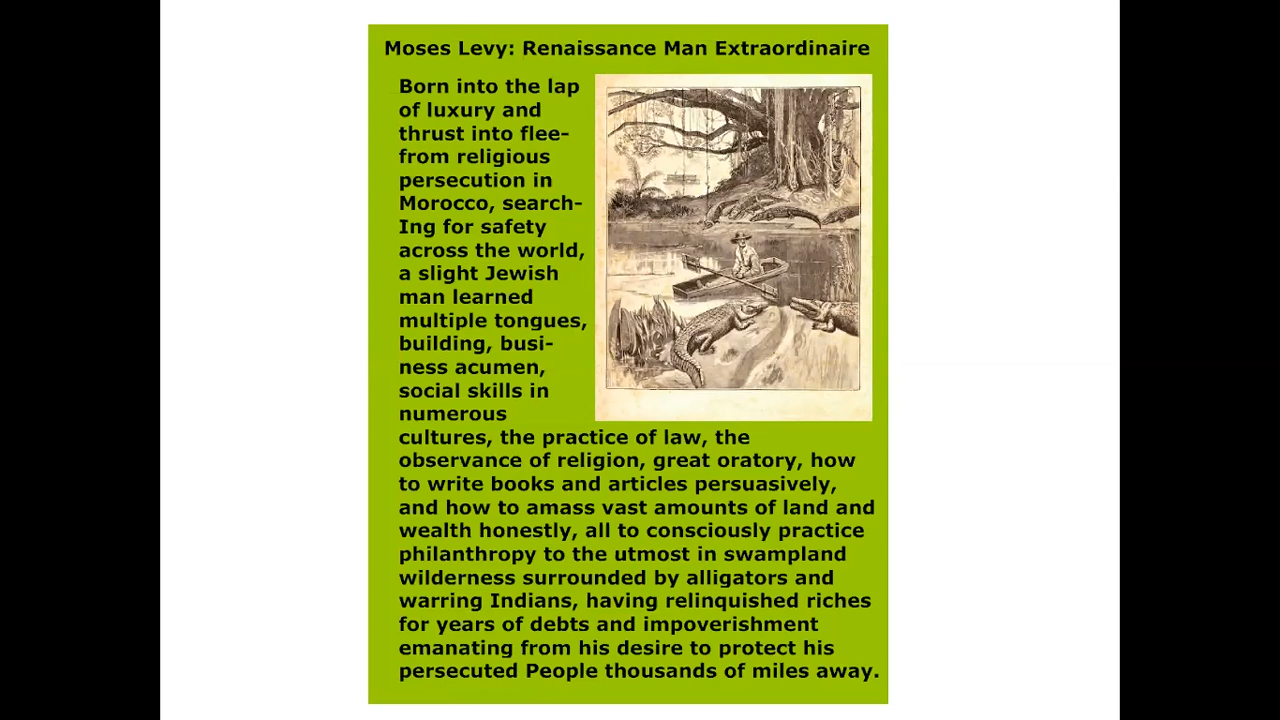 Moses Levy: Renaissance Man Extraordinaire
Born into the lap
of luxury and
thrust into flee-
from religious
persecution in
Morocco, search-
Ing for safety
across the world,
a slight Jewish
man learned
multiple tongues,
building, busi-
ness acumen,
social skills in
numerous
cultures, the practice of law, the
observance of religion, great oratory, how
to write books and articles persuasively,
and how to amass vast amounts of land and
wealth honestly, all to consciously practice
philanthropy to the utmost in swampland
wilderness surrounded by alligators and
warring Indians, having relinquished riches
for years of debts and impoverishment
emanating from his desire to protect his
persecuted People thousands of miles away.